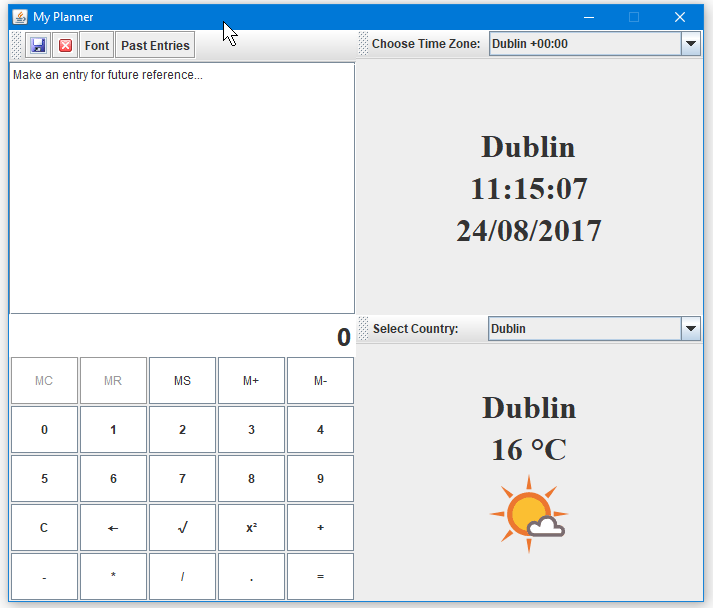 My Planner
Font Past Entries
Choose Time Zone: Dublin +00:00
Make an entry for future reference...
Dublin
11:15:07
24/08/2017
0
Select Country: Dublin
MC MR MS M+ M-
0 1 2 3 4
5 6 7 8 9
C ← √ x² +
- * / . =
Dublin
16 °C